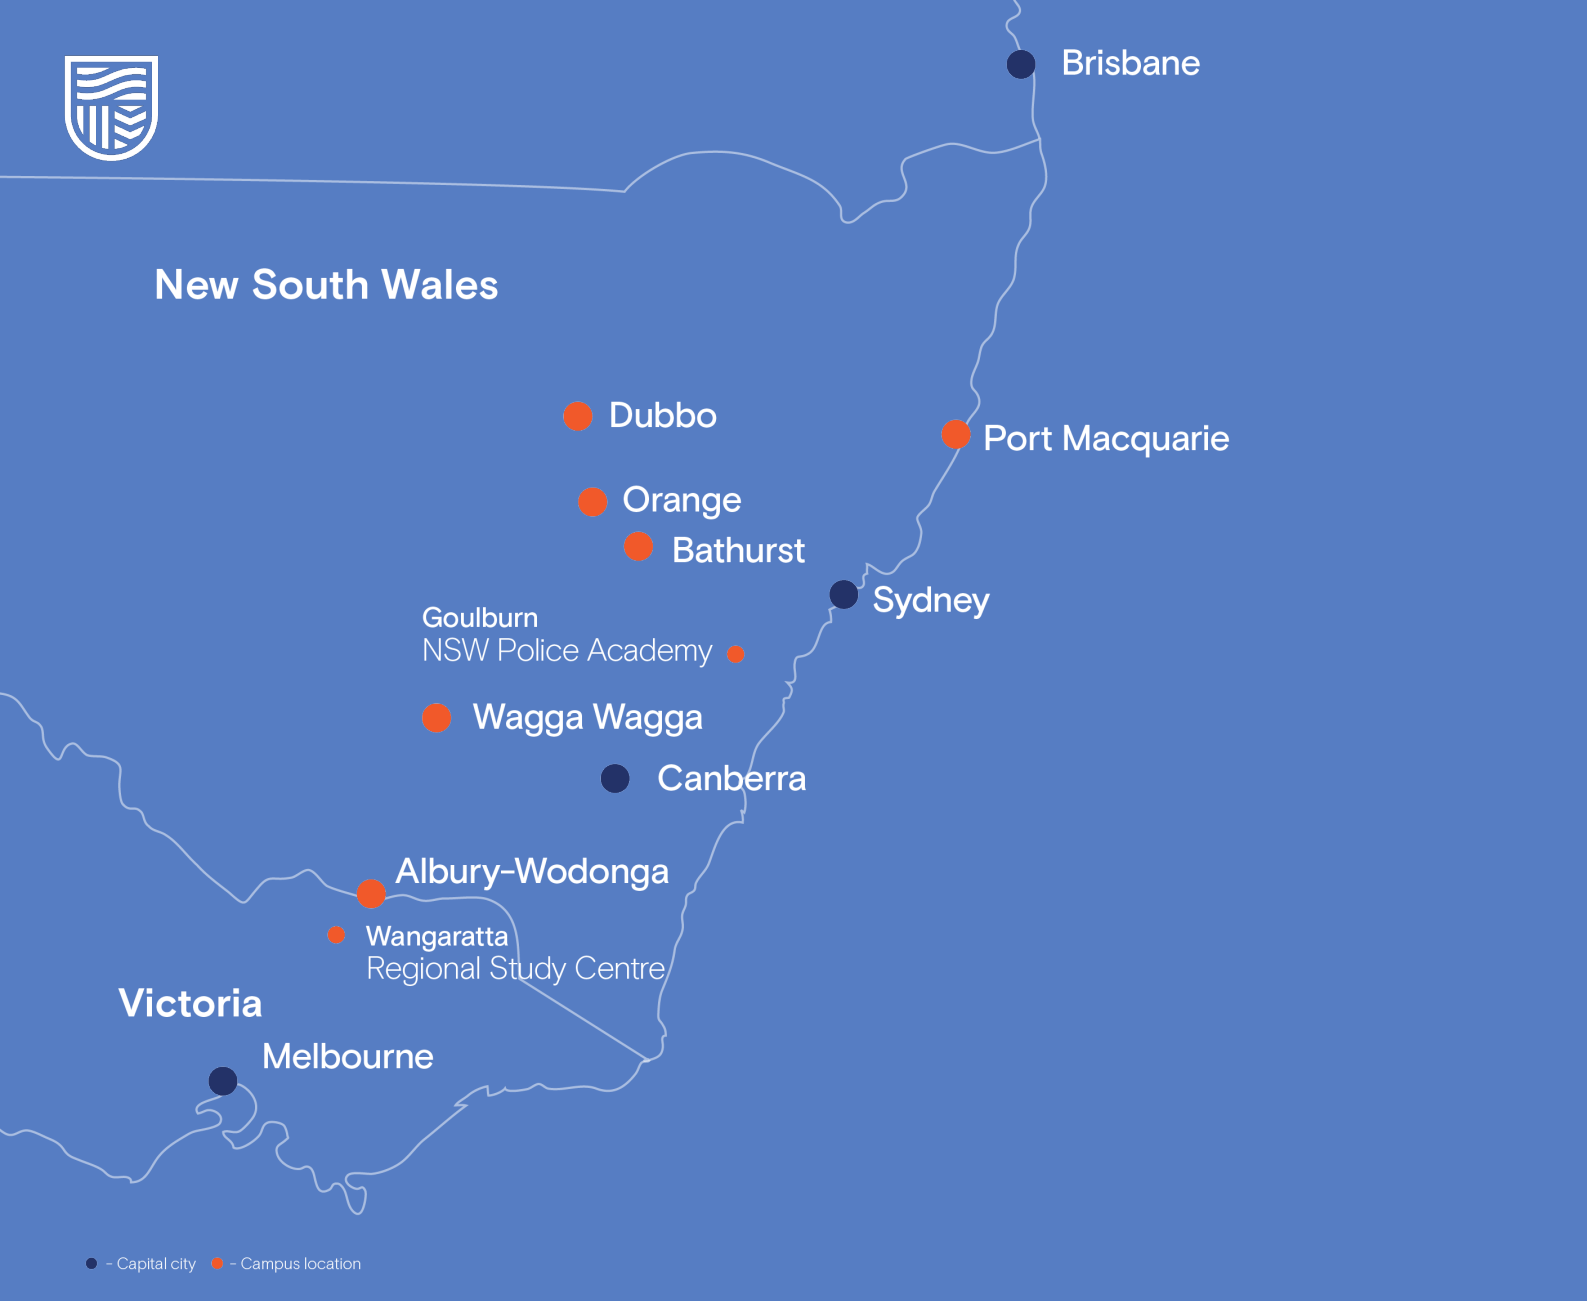 Brisbane
New South Wales
Dubbo
Port Macquarie
Orange
Bathurst
Sydney
Goulburn
NSW Police Academy
Wagga Wagga
Canberra
Albury-Wodonga
Wangaratta
Regional Study Centre
Victoria
Melbourne
- Capital city - Campus location